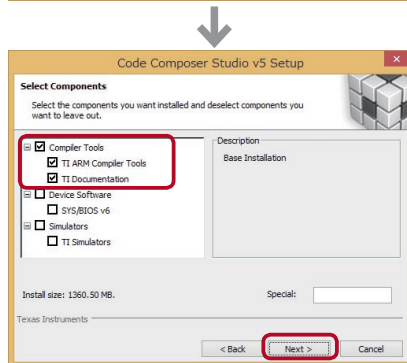 Code Composer Studio v5 Setup
Select Components
Select the components you want installed and deselect components you
want to leave out.
Compiler Tools
TI ARM Compiler Tools
TI Documentation
Device Software
SYS/BIOS v6
Simulators
TI Simulators
Description
Base Installation
Install size: 1360.50 MB.
Special:
Texas Instruments
< Back
Next >
Cancel